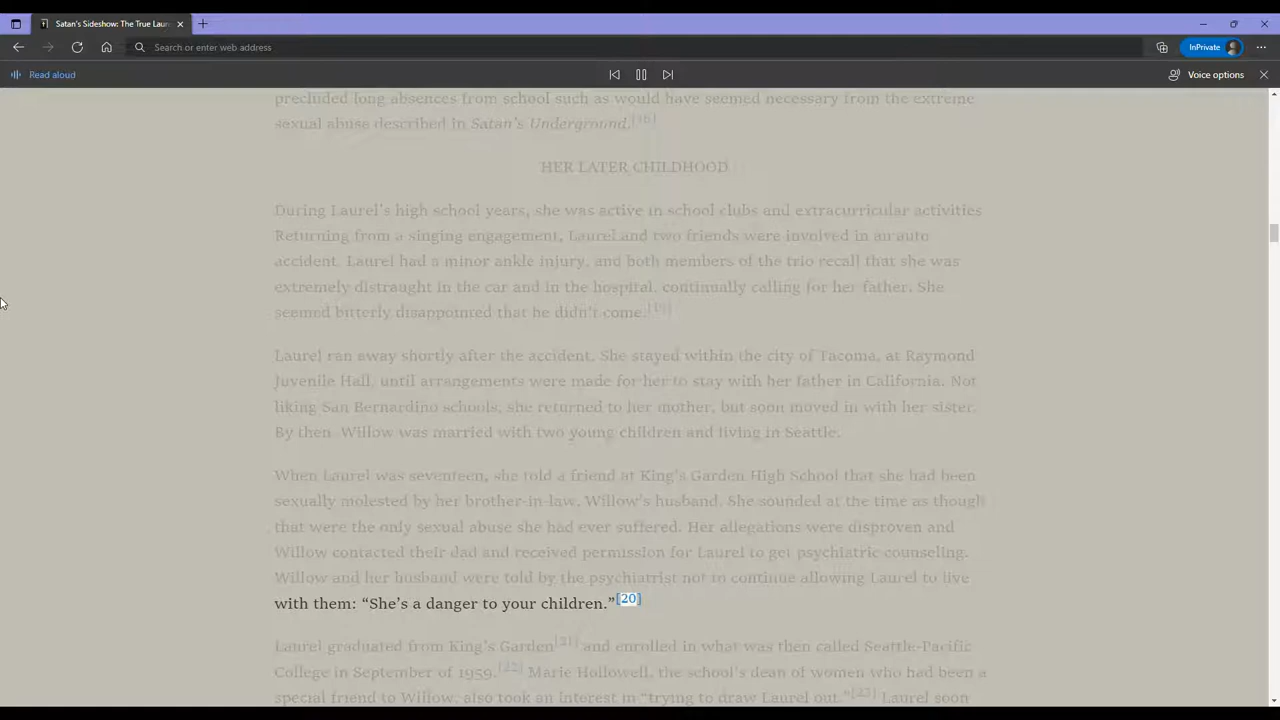 Satan's Sideshow: The True Laur
Search or enter web address
InPrivate
Read aloud
Voice options
precluded long absences from school such as would have seemed necessary from the extreme
sexual abuse described in Satan's Underground.
HER LATER CHILDHOOD
During Laurel's high school years, she was active in school clubs and extracurricular activities
Returning from a singing engagement, Laurel and two friends were involved in an auto
accident. Laurel had a minor ankle injury, and both members of the trio recall that she was
extremely distraught in the car and in the hospital, continually calling for her father. She
seemed bitterly disappointed that he didn't come.[19]
Laurel ran away shortly after the accident. She stayed within the city of Tacoma, at Raymond
Juvenile Hall, until arrangements were made for her to stay with her father in California. Not
liking San Bernardino schools, she returned to her mother, but soon moved in with her sister.
By then Willow was married with two young children and living in Seattle.
When Laurel was seventeen, she told a friend at King's Garden High School that she had been
sexually molested by her brother-in-law, Willow's husband. She sounded at the time as though
that were the only sexual abuse she had ever suffered. Her allegations were disproven and
Willow contacted their dad and received permission for Laurel to get psychiatric counseling.
Willow and her husband were told by the psychiatrist not to continue allowing Laurel to live
with them: “She's a danger to your children.”[20]
Laurel graduated from King's Garden[21] and enrolled in what was then called Seattle-Pacific
College in September of 1959.[22] Marie Hollowell, the school's dean of women who had been a
special friend to Willow, also took an interest in “trying to draw Laurel out.”[23] Laurel soon